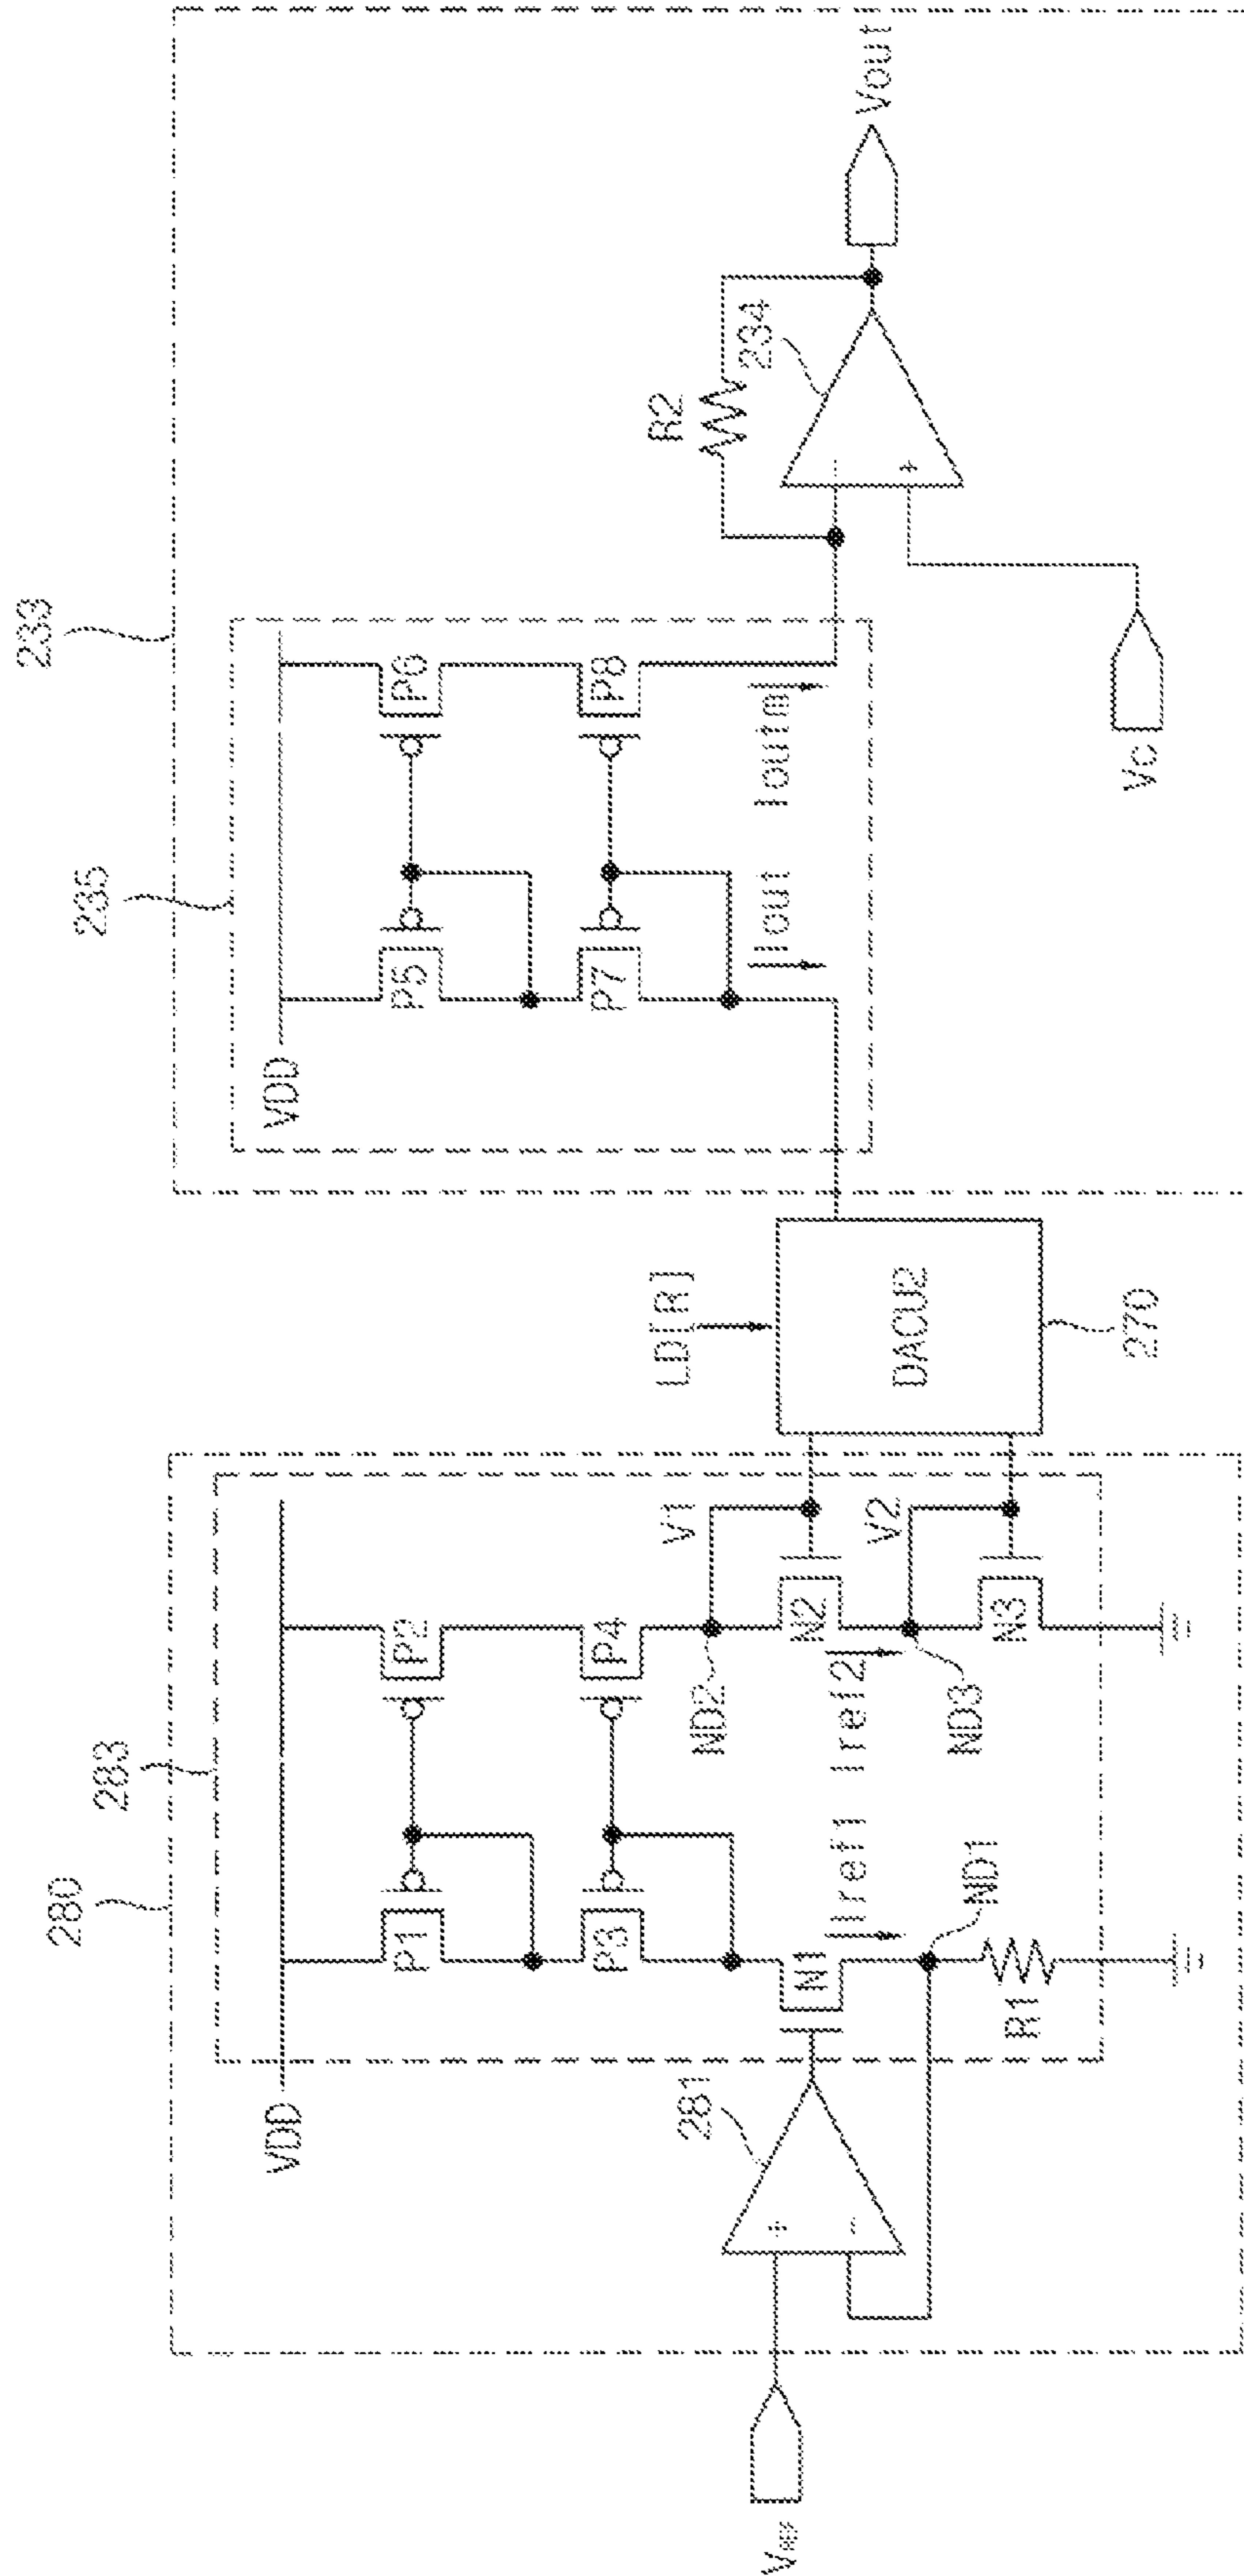 280
283
VDD
P1
P2
P3
P4
281
N1
Iref1
Iref2
ND1
R1
ND2
V1
N2
ND3
V2
N3
VREF
+
-
LD[R]
DACU2
270
233
235
VDD
P5
P6
P7
P8
Iout
Ioutm
R2
234
-
+
Vc
Vout